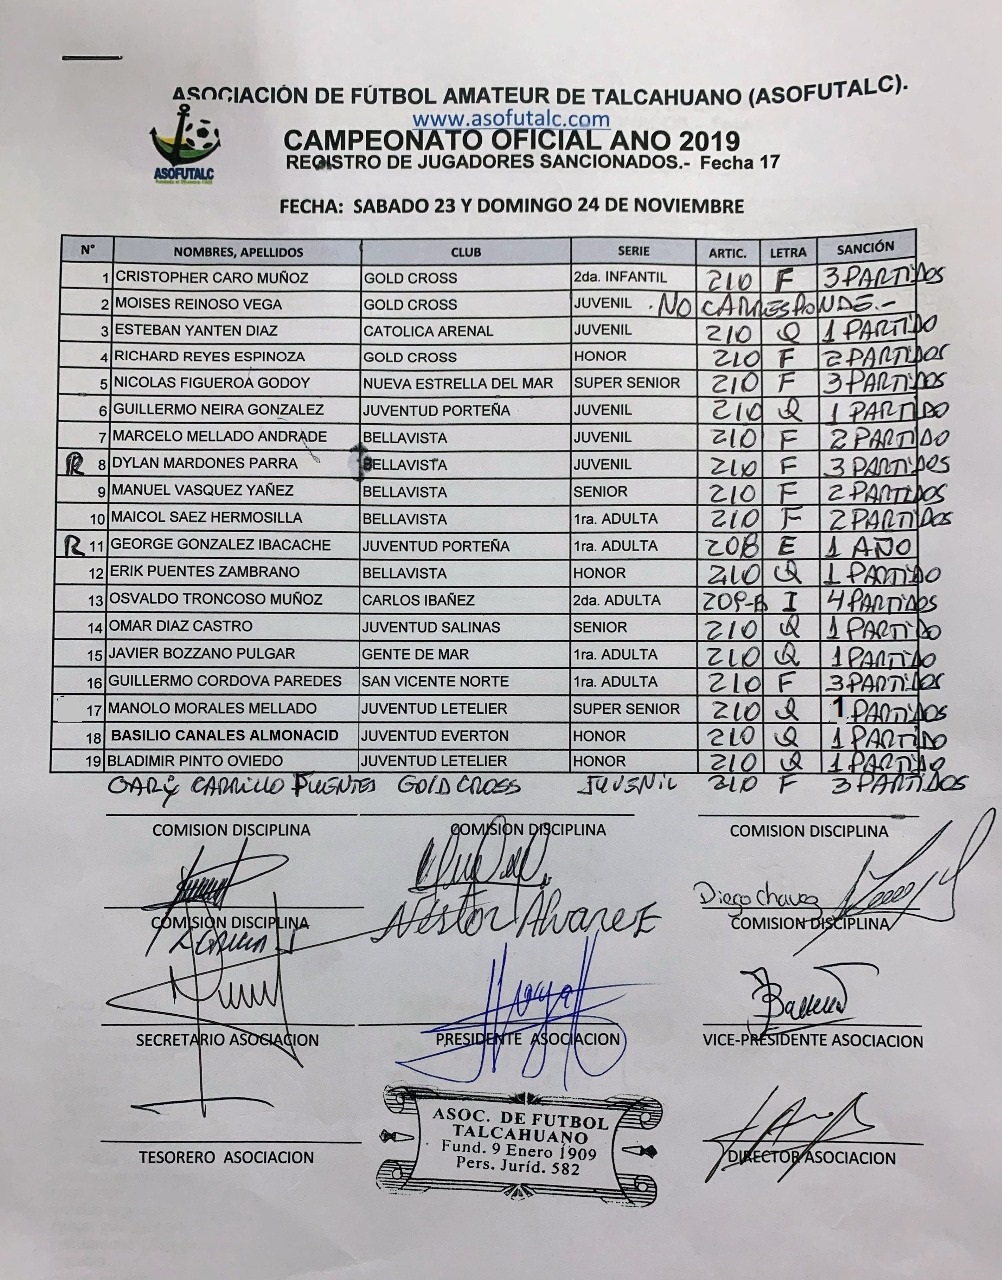 ASOCIACIÓN DE FÚTBOL AMATEUR DE TALCAHUANO (ASOFUTALC).
www.asofutalc.com
CAMPEONATO OFICIAL ANO 2019
REGISTRO DE JUGADORES SANCIONADOS.- Fecha 17
ASOFUTALC
FECHA: SABADO 23 Y DOMINGO 24 DE NOVIEMBRE
N° NOMBRES, APELLIDOS CLUB SERIE ARTIC. LETRA SANCIÓN
1 CRISTOPHER CARO MUÑOZ GOLD CROSS 2da. INFANTIL 210 F 3 PARTIDOS
2 MOISES REINOSO VEGA GOLD CROSS JUVENIL . NO CARRESPONDE.-
3 ESTEBAN YANTEN DIAZ CATOLICA ARENAL JUVENIL 210 Q 1 PARTIDO
4 RICHARD REYES ESPINOZA GOLD CROSS HONOR 210 F 2 PARTIDOS
5 NICOLAS FIGUEROA GODOY NUEVA ESTRELLA DEL MAR SUPER SENIOR 210 F 3 PARTIDOS
6 GUILLERMO NEIRA GONZALEZ JUVENTUD PORTEÑA JUVENIL 210 Q 1 PARTIDO
7 MARCELO MELLADO ANDRADE BELLAVISTA JUVENIL 210 F 2 PARTIDO
R 8 DYLAN MARDONES PARRA BELLAVISTA JUVENIL 210 F 3 PARTIDOS
9 MANUEL VASQUEZ YAÑEZ BELLAVISTA SENIOR 210 F 2 PARTIDOS
10 MAICOL SAEZ HERMOSILLA BELLAVISTA 1ra. ADULTA 210 F 2 PARTIDOS
R 11 GEORGE GONZALEZ IBACACHE JUVENTUD PORTEÑA 1ra. ADULTA 208 E 1 AÑO
12 ERIK PUENTES ZAMBRANO BELLAVISTA HONOR 210 Q 1 PARTIDO
13 OSVALDO TRONCOSO MUÑOZ CARLOS IBAÑEZ 2da. ADULTA 209-B I 4 PARTIDOS
14 OMAR DIAZ CASTRO JUVENTUD SALINAS SENIOR 210 Q 1 PARTIDO
15 JAVIER BOZZANO PULGAR GENTE DE MAR 1ra. ADULTA 210 Q 1 PARTIDO
16 GUILLERMO CORDOVA PAREDES SAN VICENTE NORTE 1ra. ADULTA 210 F 3 PARTIDOS
17 MANOLO MORALES MELLADO JUVENTUD LETELIER SUPER SENIOR 210 Q 1 PARTIDOS
18 BASILIO CANALES ALMONACID JUVENTUD EVERTON HONOR 210 Q 1 PARTIDO
19 BLADIMIR PINTO OVIEDO JUVENTUD LETELIER HONOR 210 Q 1 PARTIDO
GARY CARRILLO FUENTES GOLD CROSS JUVENIL 210 F 3 PARTIDOS
COMISION DISCIPLINA COMISION DISCIPLINA COMISION DISCIPLINA
Diego Chavez
COMISION DISCIPLINA Nestor Alvarez COMISION DISCIPLINA
SECRETARIO ASOCIACION PRESIDENTE ASOCIACION VICE-PRESIDENTE ASOCIACION
ASOC. DE FUTBOL
TALCAHUANO
Fund. 9 Enero 1909
Pers. Juríd. 582
TESORERO ASOCIACION DIRECTOR ASOCIACION